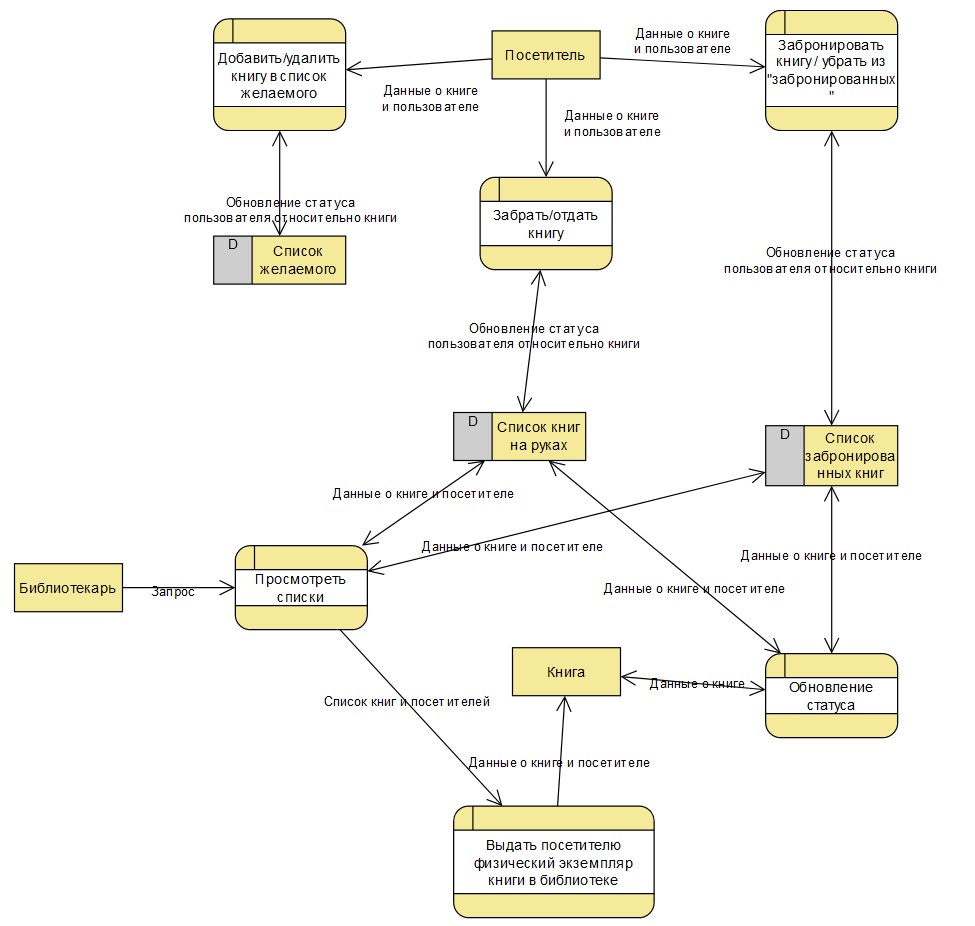 Добавить/удалить
книгу в список
желаемого
Посетитель
Данные о книге
и пользователе
Забронировать
книгу / убрать из
"забронированных
"
Данные о книге
и пользователе
Данные о книге
и пользователе
Обновление статуса
пользователя относительно книги
Забрать/отдать
книгу
D
Список
желаемого
Обновление статуса
пользователя относительно книги
Обновление статуса
пользователя относительно книги
D
Список книг
на руках
D
Список
забронирова
нных книг
Данные о книге и посетителе
Данные о книге и посетителе
Данные о книге и посетителе
Библиотекарь
Запрос
Просмотреть
списки
Данные о книге и посетителе
Книга
Данные о книге
Обновление
статуса
Список книг и посетителей
Данные о книге и посетителе
Выдать посетителю
физический экземпляр
книги в библиотеке